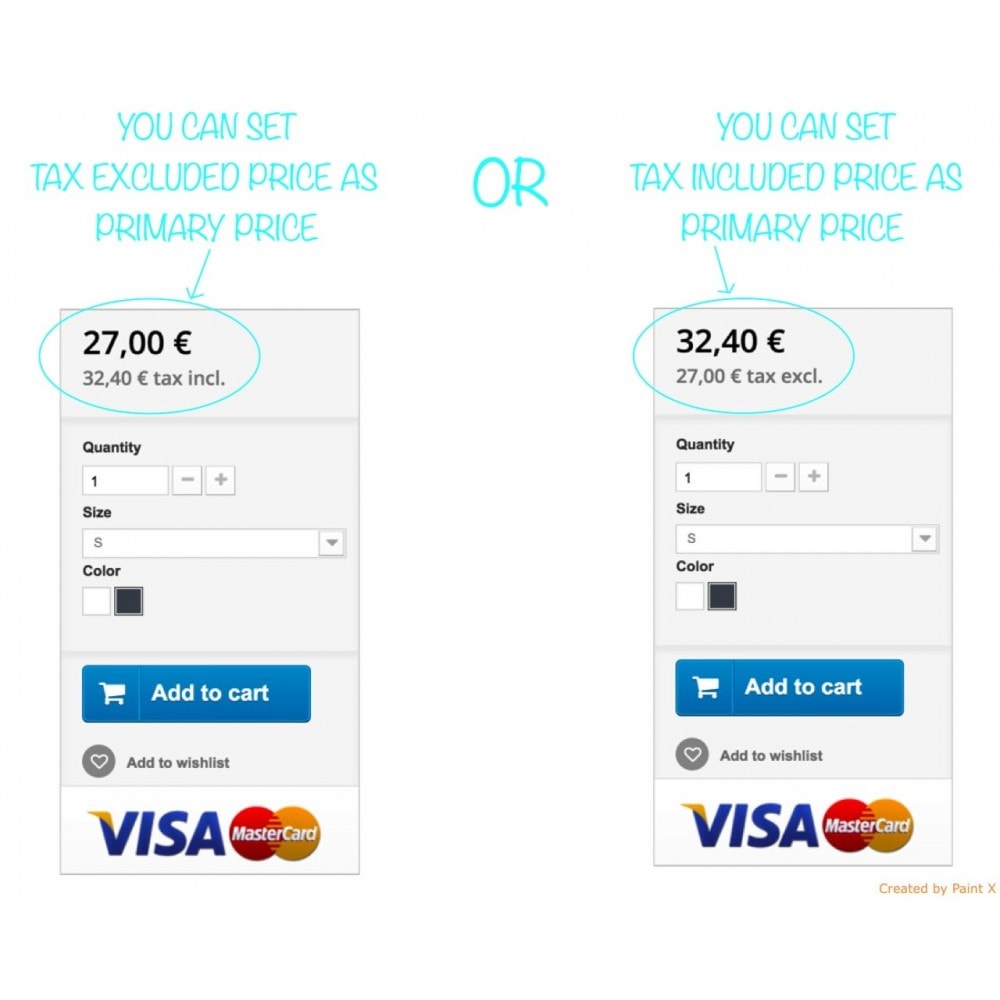 YOU CAN SET
TAX EXCLUDED PRICE AS
PRIMARY PRICE
OR
YOU CAN SET
TAX INCLUDED PRICE AS
PRIMARY PRICE
27,00 €
32,40 € tax incl.
Quantity
1
Size
S
Color
Add to cart
Add to wishlist
VISA MasterCard
32,40 €
27,00 € tax excl.
Quantity
1
Size
S
Color
Add to cart
Add to wishlist
VISA MasterCard
Created by Paint X